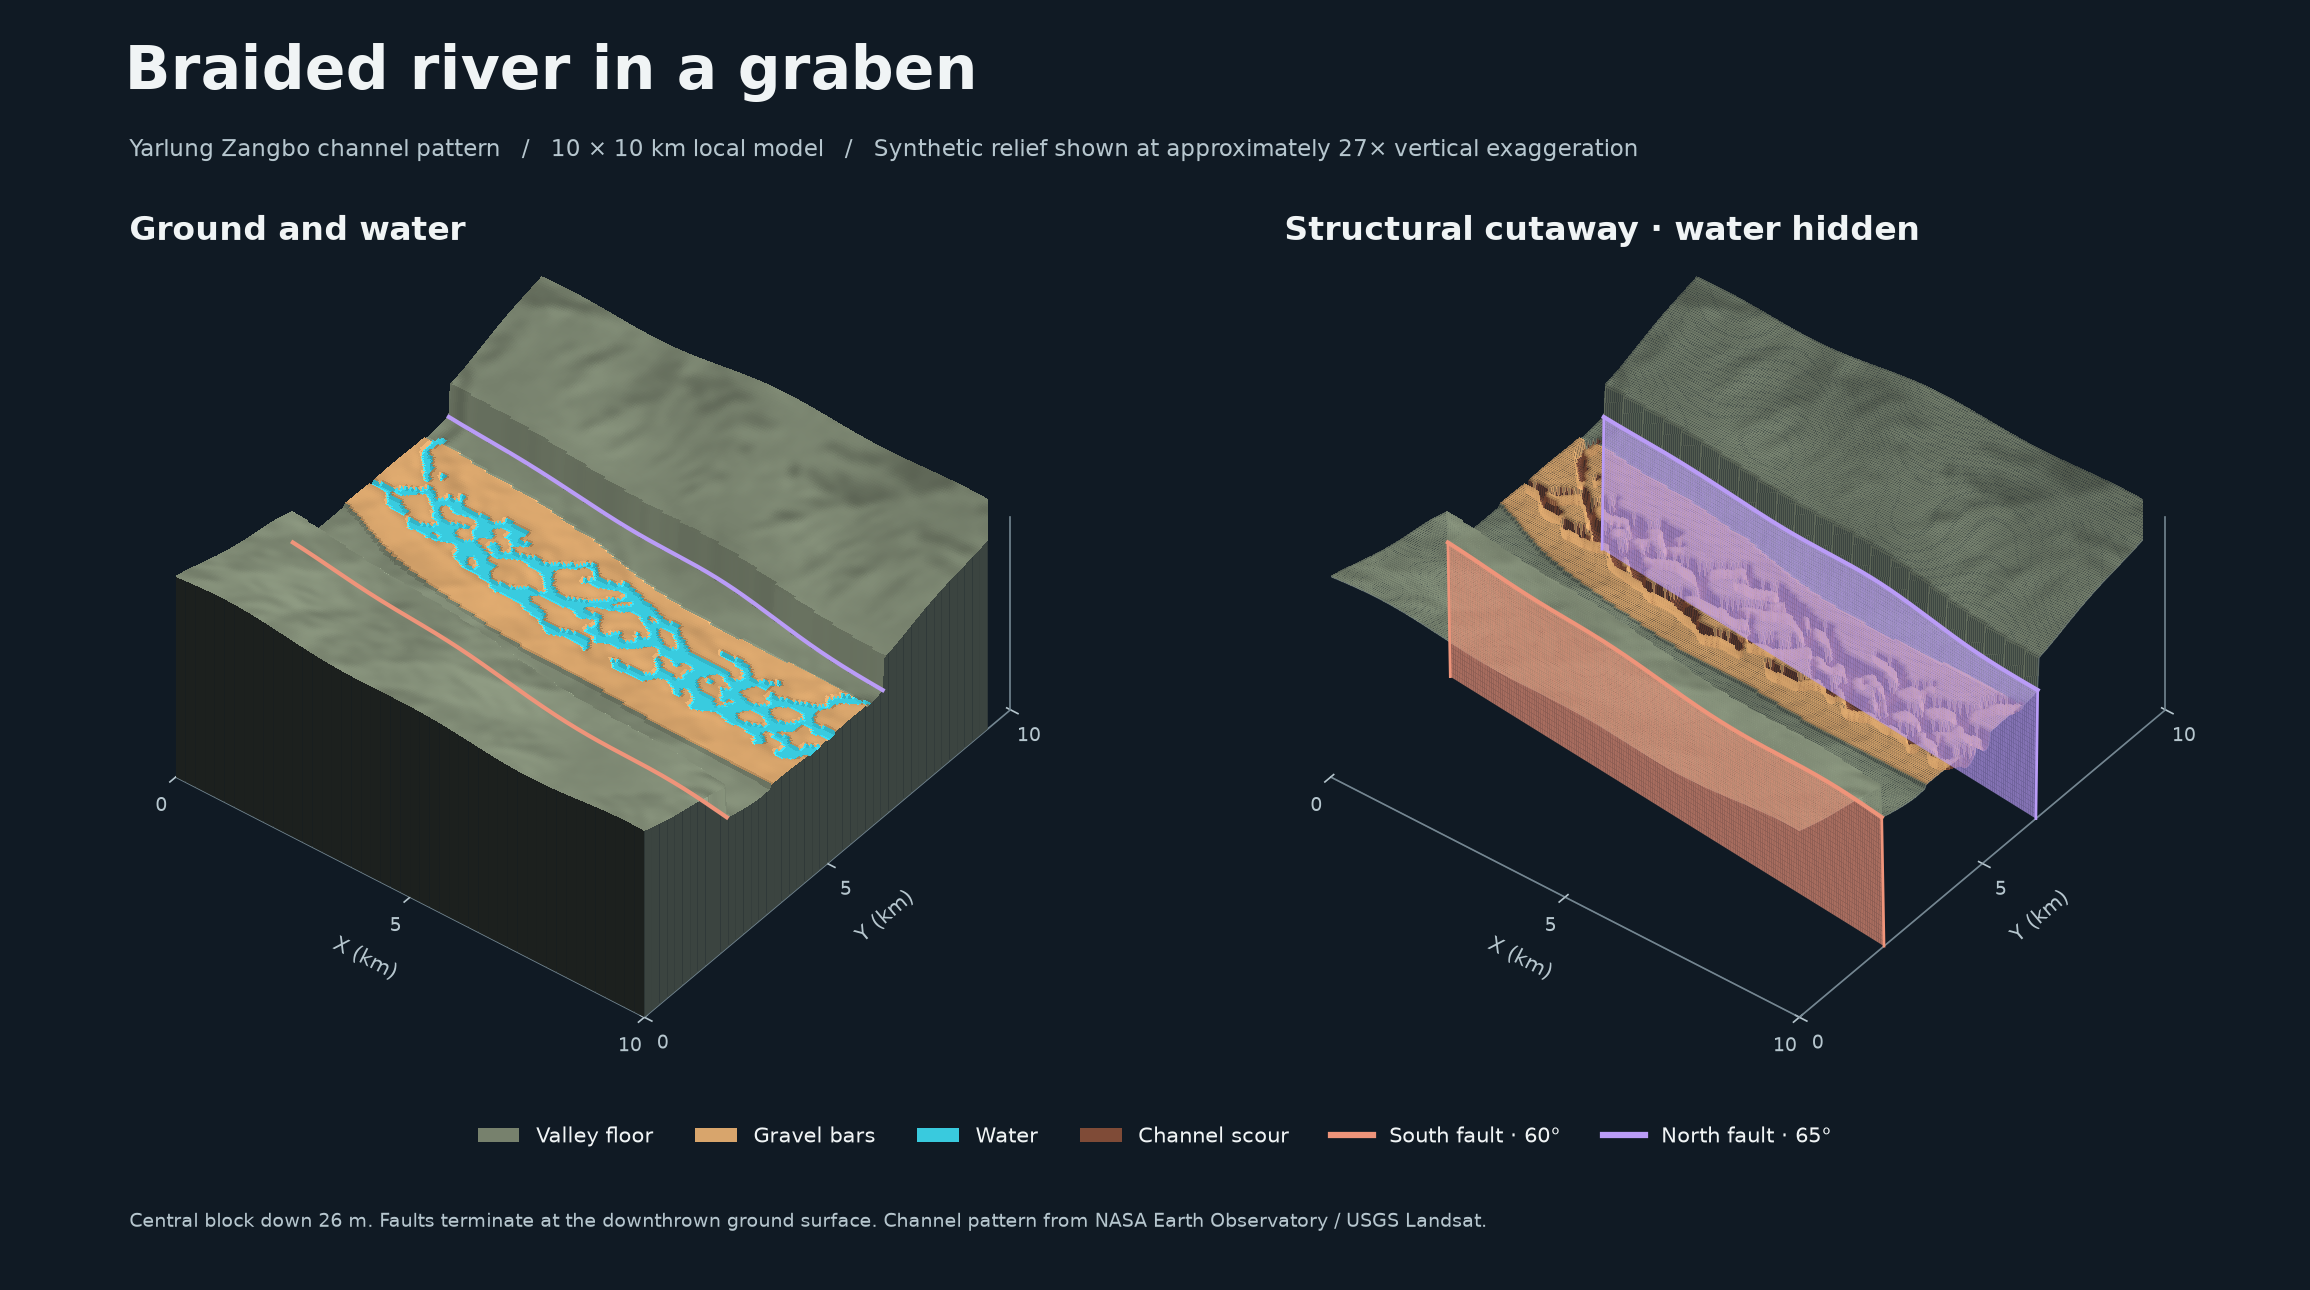 Braided river in a graben
Yarlung Zangbo channel pattern / 10 × 10 km local model / Synthetic relief shown at approximately 27× vertical exaggeration
Ground and water
Structural cutaway · water hidden
0
5
10
X (km)
0
5
10
Y (km)
0
5
10
X (km)
0
5
10
Y (km)
Valley floor
Gravel bars
Water
Channel scour
South fault · 60°
North fault · 65°
Central block down 26 m. Faults terminate at the downthrown ground surface. Channel pattern from NASA Earth Observatory / USGS Landsat.